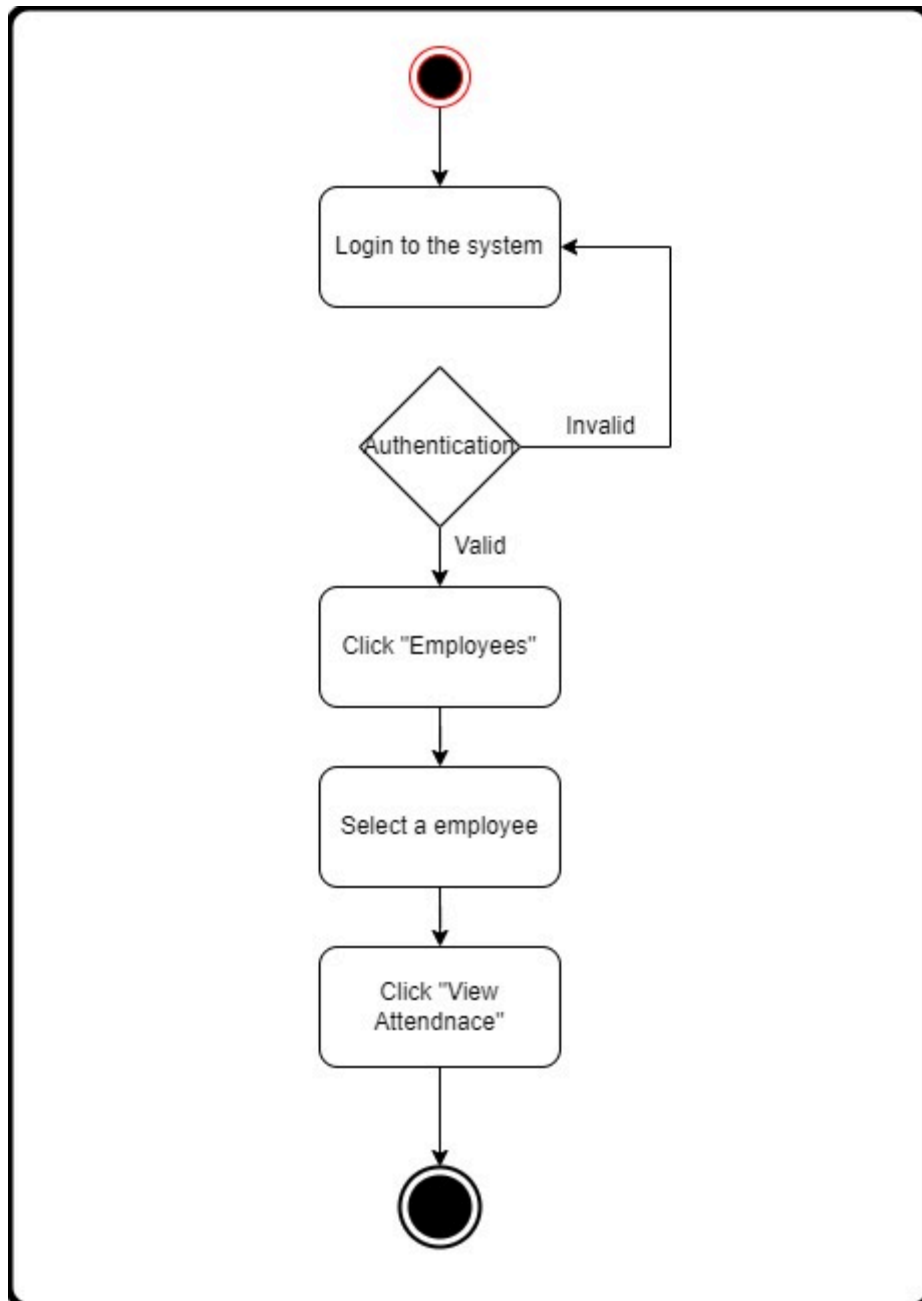 Login to the system
Authentication
Invalid
Valid
Click "Employees"
Select a employee
Click "View
Attendnace"